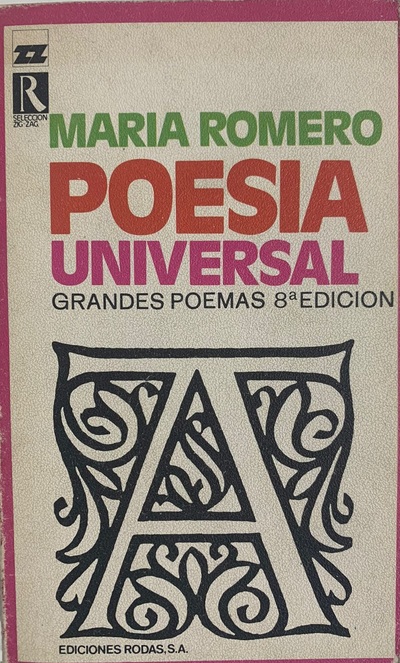 ZZ
R
SELECCION
ZIG-ZAG
MARIA ROMERO
POESIA
UNIVERSAL
GRANDES POEMAS 8ª EDICION
A
EDICIONES RODAS, S.A.